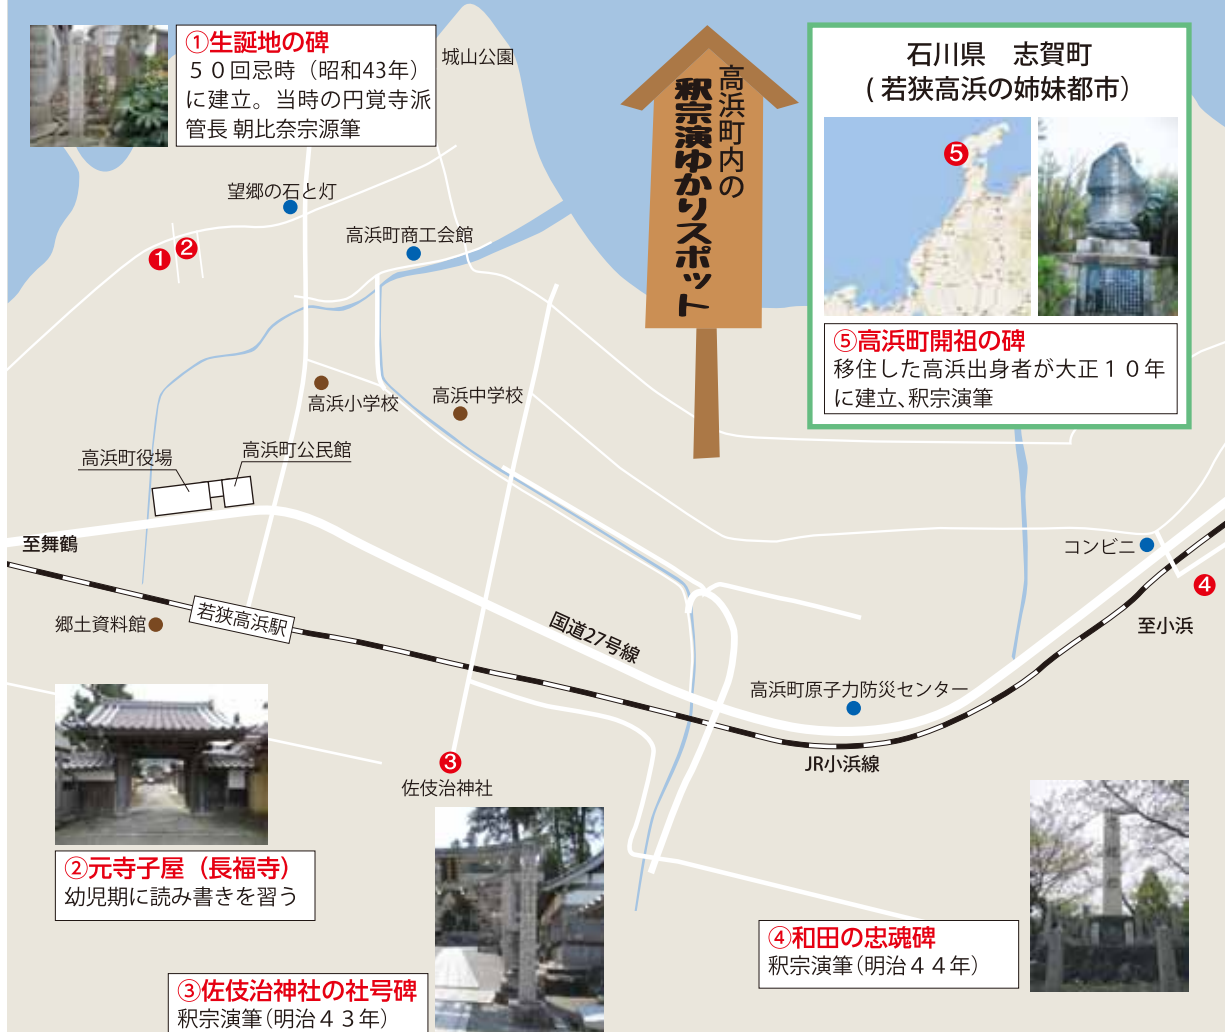 ①生誕地の碑
５０回忌時（昭和43年）
に建立。当時の円覚寺派
管長 朝比奈宗源筆
城山公園
高浜町内の
釈宗演ゆかりスポット
石川県　志賀町
（若狭高浜の姉妹都市）
5
⑤高浜町開祖の碑
移住した高浜出身者が大正１０年
に建立、釈宗演筆
望郷の石と灯
高浜町商工会館
1
2
高浜小学校
高浜中学校
高浜町役場
高浜町公民館
至舞鶴
コンビニ
4
若狭高浜駅
郷土資料館
国道27号線
至小浜
高浜町原子力防災センター
JR小浜線
3
佐伎治神社
②元寺子屋（長福寺）
幼児期に読み書きを習う
④和田の忠魂碑
釈宗演筆（明治４４年）
③佐伎治神社の社号碑
釈宗演筆（明治４３年）